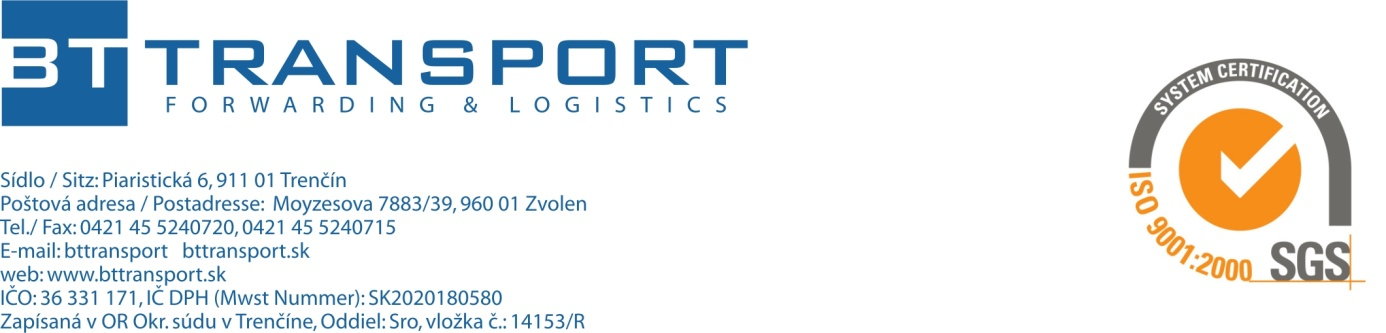 BT TRANSPORT
FORWARDING & LOGISTICS
Sídlo / Sitz: Piaristická 6, 911 01 Trenčín
Poštová adresa / Postadresse: Moyzesova 7883/39, 960 01 Zvolen
Tel./ Fax: 0421 45 5240720, 0421 45 5240715
E-mail: bttransport bttransport.sk
web: www.bttransport.sk
IČO: 36 331 171, IČ DPH (Mwst Nummer): SK2020180580
Zapísaná v OR Okr. súdu v Trenčíne, Oddiel: Sro, vložka č.: 14153/R
SYSTEM CERTIFICATION
ISO 9001:2000
SGS